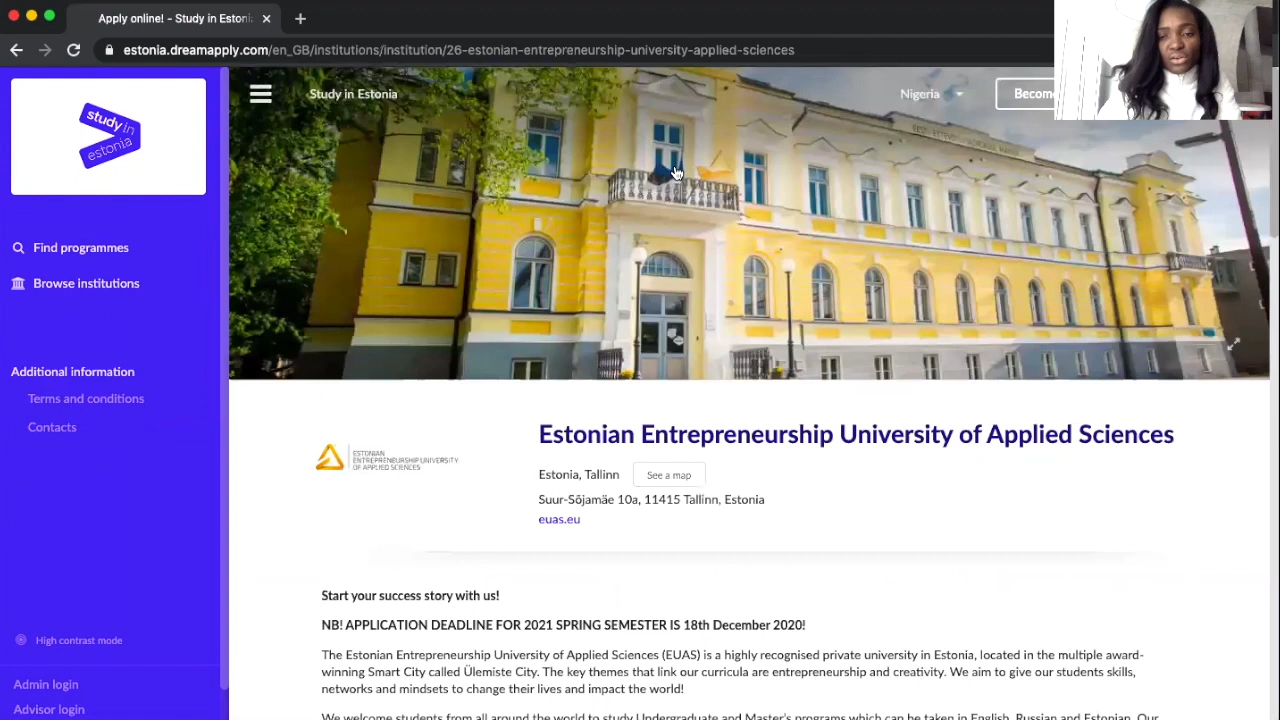 Apply online! - Study in Estoni
estonia.dreamapply.com/en_GB/institutions/institution/26-estonian-entrepreneurship-university-applied-sciences
study in
estonia
Study in Estonia
Nigeria
Become
Find programmes
Browse institutions
Additional information
Terms and conditions
Contacts
High contrast mode
Admin login
Advisor login
ESTONIAN
ENTREPRENEURSHIP UNIVERSITY
OF APPLIED SCIENCES
Estonian Entrepreneurship University of Applied Sciences
Estonia, Tallinn See a map
Suur-Sõjamäe 10a, 11415 Tallinn, Estonia
euas.eu
Start your success story with us!
NB! APPLICATION DEADLINE FOR 2021 SPRING SEMESTER IS 18th December 2020!
The Estonian Entrepreneurship University of Applied Sciences (EUAS) is a highly recognised private university in Estonia, located in the multiple award-
winning Smart City called Ülemiste City. The key themes that link our curricula are entrepreneurship and creativity. We aim to give our students skills,
networks and mindsets to change their lives and impact the world!
We welcome students from all around the world to study Undergraduate and Master's programs which can be taken in English, Russian and Estonian. Our